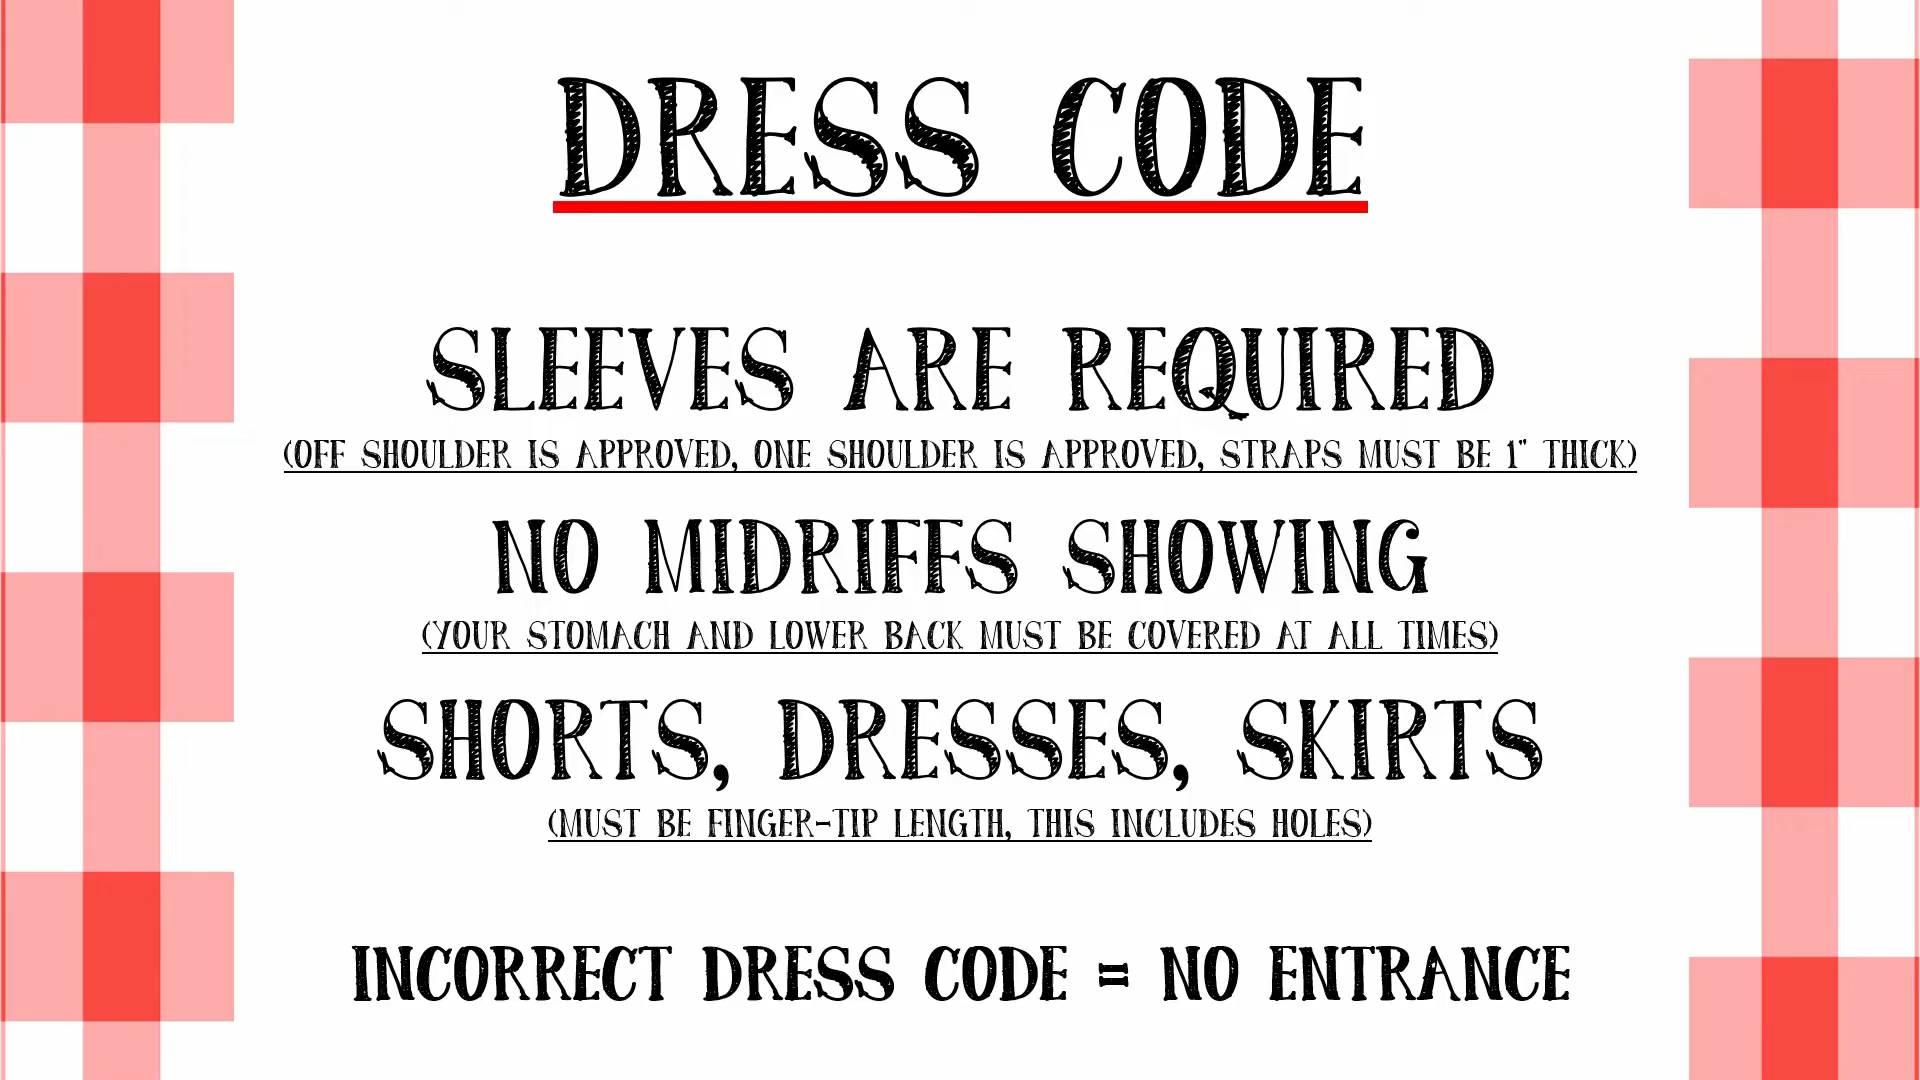 DRESS CODE
SLEEVES ARE REQUIRED
(OFF SHOULDER IS APPROVED, ONE SHOULDER IS APPROVED, STRAPS MUST BE 1" THICK)
NO MIDRIFFS SHOWING
(YOUR STOMACH AND LOWER BACK MUST BE COVERED AT ALL TIMES)
SHORTS, DRESSES, SKIRTS
(MUST BE FINGER-TIP LENGTH, THIS INCLUDES HOLES)
INCORRECT DRESS CODE = NO ENTRANCE